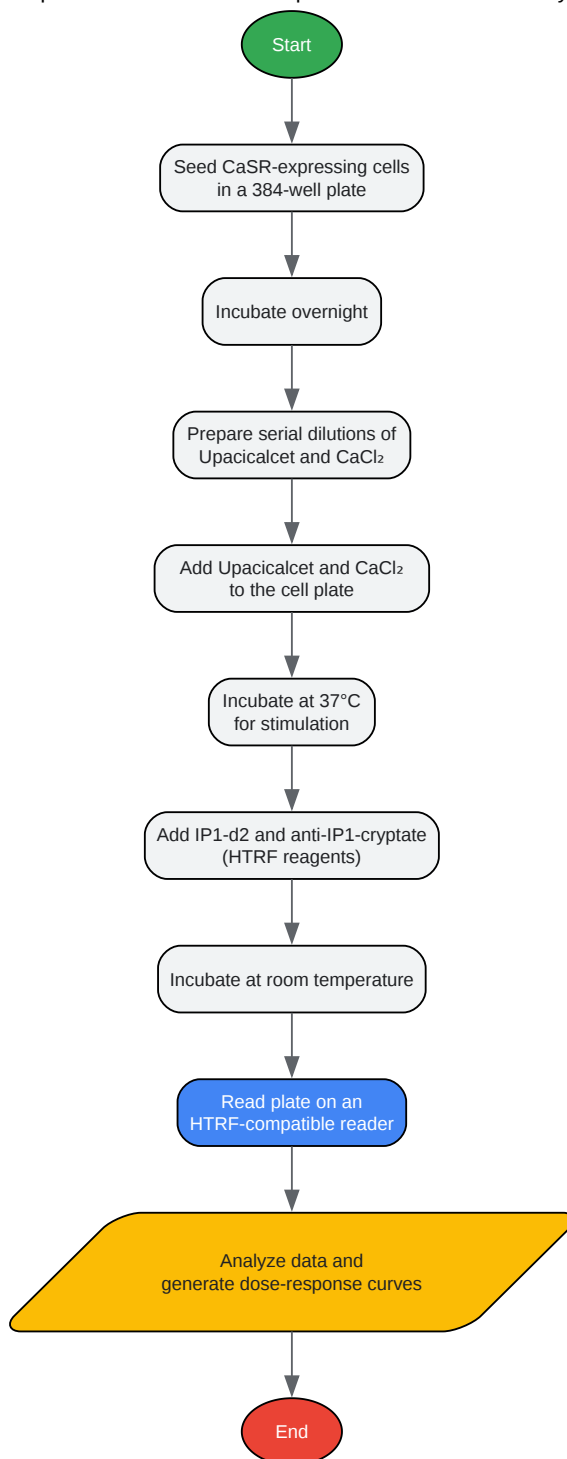 Start
Seed CaSR-expressing cells
in a 384-well plate
Incubate overnight
Prepare serial dilutions of
Upacicalcet and CaCl₂
Add Upacicalcet and CaCl₂
to the cell plate
Incubate at 37°C
for stimulation
Add IP1-d2 and anti-IP1-cryptate
(HTRF reagents)
Incubate at room temperature
Read plate on an
HTRF-compatible reader
Analyze data and
generate dose-response curves
End